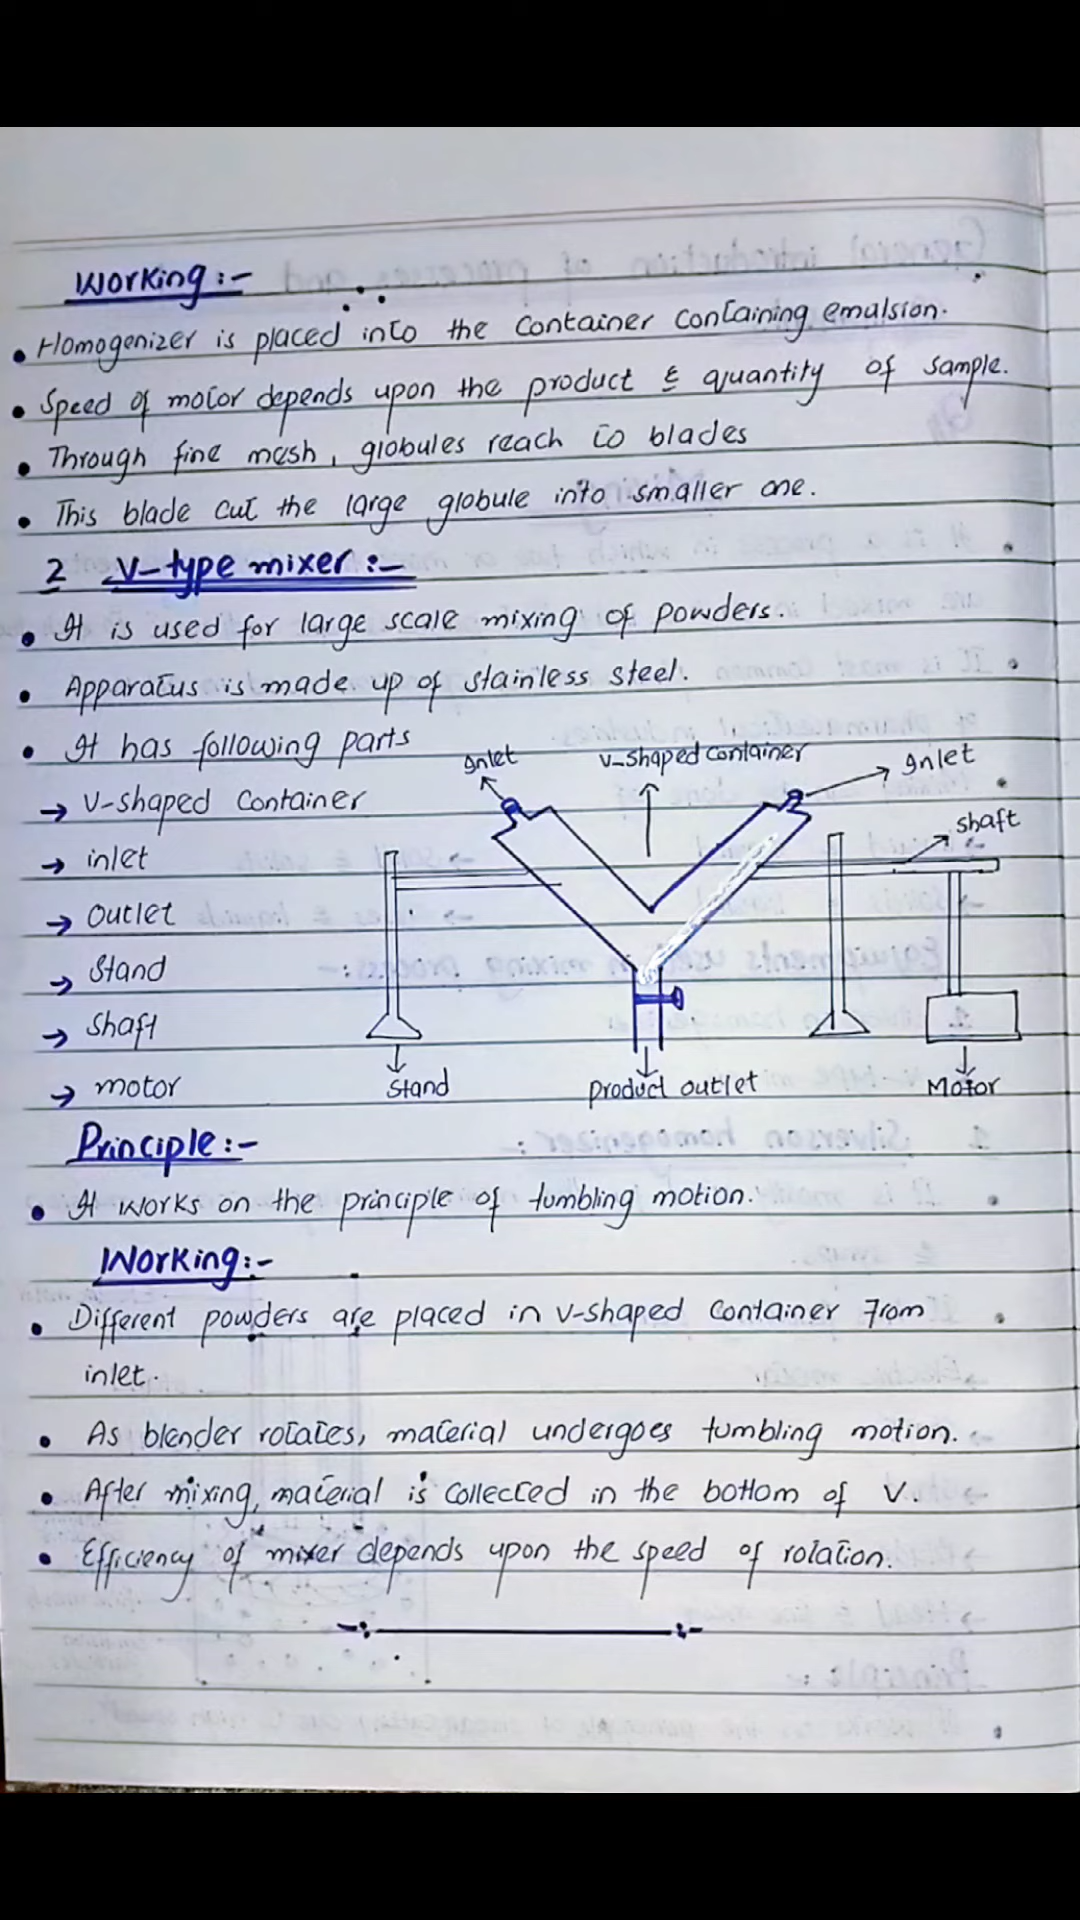 Working:-
• Homogenizer is placed into the container containing emulsion.
• Speed of motor depends upon the product & quantity of sample.
• Through fine mesh, globules reach to blades
• This blade cut the large globule into smaller one.
2 V-type mixer:-
• It is used for large scale mixing of powders.
• Apparatus is made up of stainless steel.
• It has following parts
Inlet
V-shaped container
Inlet
→ V-shaped container
shaft
→ inlet
→ outlet
→ Stand
→ Shaft
→ motor
Stand
product outlet
Motor
Principle:-
• It works on the principle of tumbling motion.
Working:-
• Different powders are placed in V-shaped container from
inlet.
• As blender rotates, material undergoes tumbling motion.
• After mixing, material is collected in the bottom of V.
• Efficiency of mixer depends upon the speed of rotation.